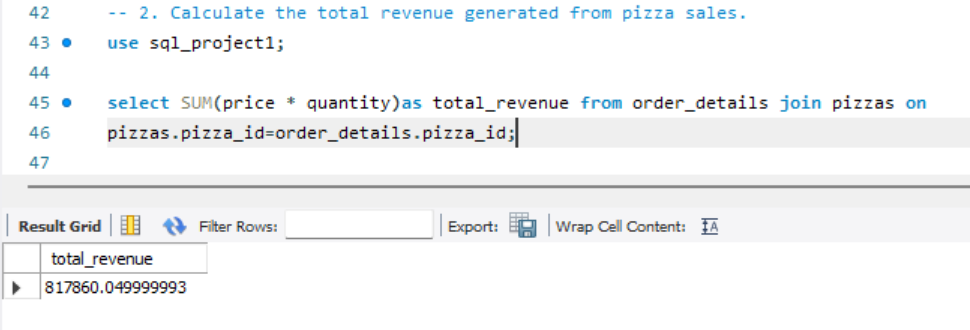 42 -- 2. Calculate the total revenue generated from pizza sales.
43 use sql_project1;
44
45 select SUM(price * quantity)as total_revenue from order_details join pizzas on
46 pizzas.pizza_id=order_details.pizza_id;
47
Result Grid Filter Rows: Export: Wrap Cell Content: IA
total_revenue
817860.049999993